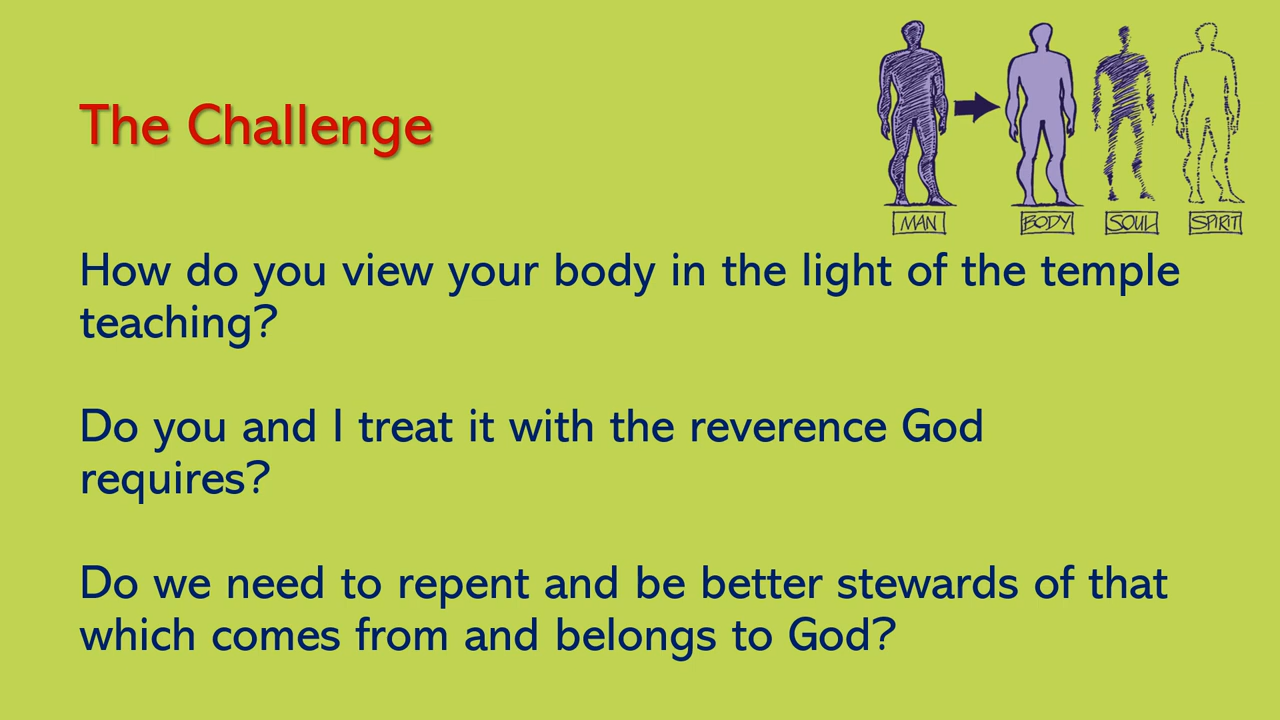 The Challenge
MAN
BODY
SOUL
SPIRIT
How do you view your body in the light of the temple
teaching?
Do you and I treat it with the reverence God
requires?
Do we need to repent and be better stewards of that
which comes from and belongs to God?